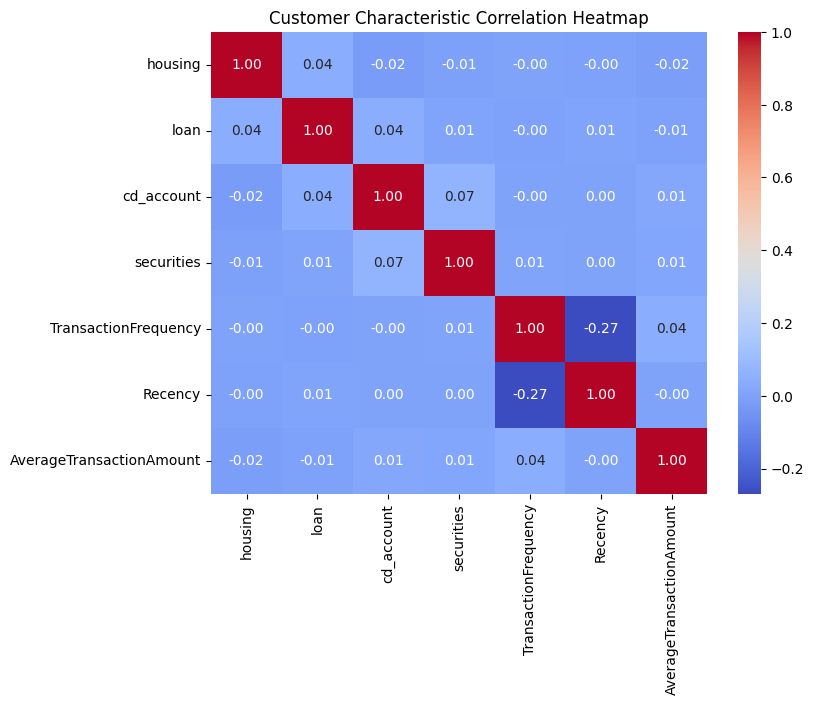 Customer Characteristic Correlation Heatmap
housing 1.00 0.04 -0.02 -0.01 -0.00 -0.00 -0.02
loan 0.04 1.00 0.04 0.01 -0.00 0.01 -0.01
cd_account -0.02 0.04 1.00 0.07 -0.00 0.00 0.01
securities -0.01 0.01 0.07 1.00 0.01 0.00 0.01
TransactionFrequency -0.00 -0.00 -0.00 0.01 1.00 -0.27 0.04
Recency -0.00 0.01 0.00 0.00 -0.27 1.00 -0.00
AverageTransactionAmount -0.02 -0.01 0.01 0.01 0.04 -0.00 1.00
housing
loan
cd_account
securities
TransactionFrequency
Recency
AverageTransactionAmount
1.0
0.8
0.6
0.4
0.2
0.0
−0.2